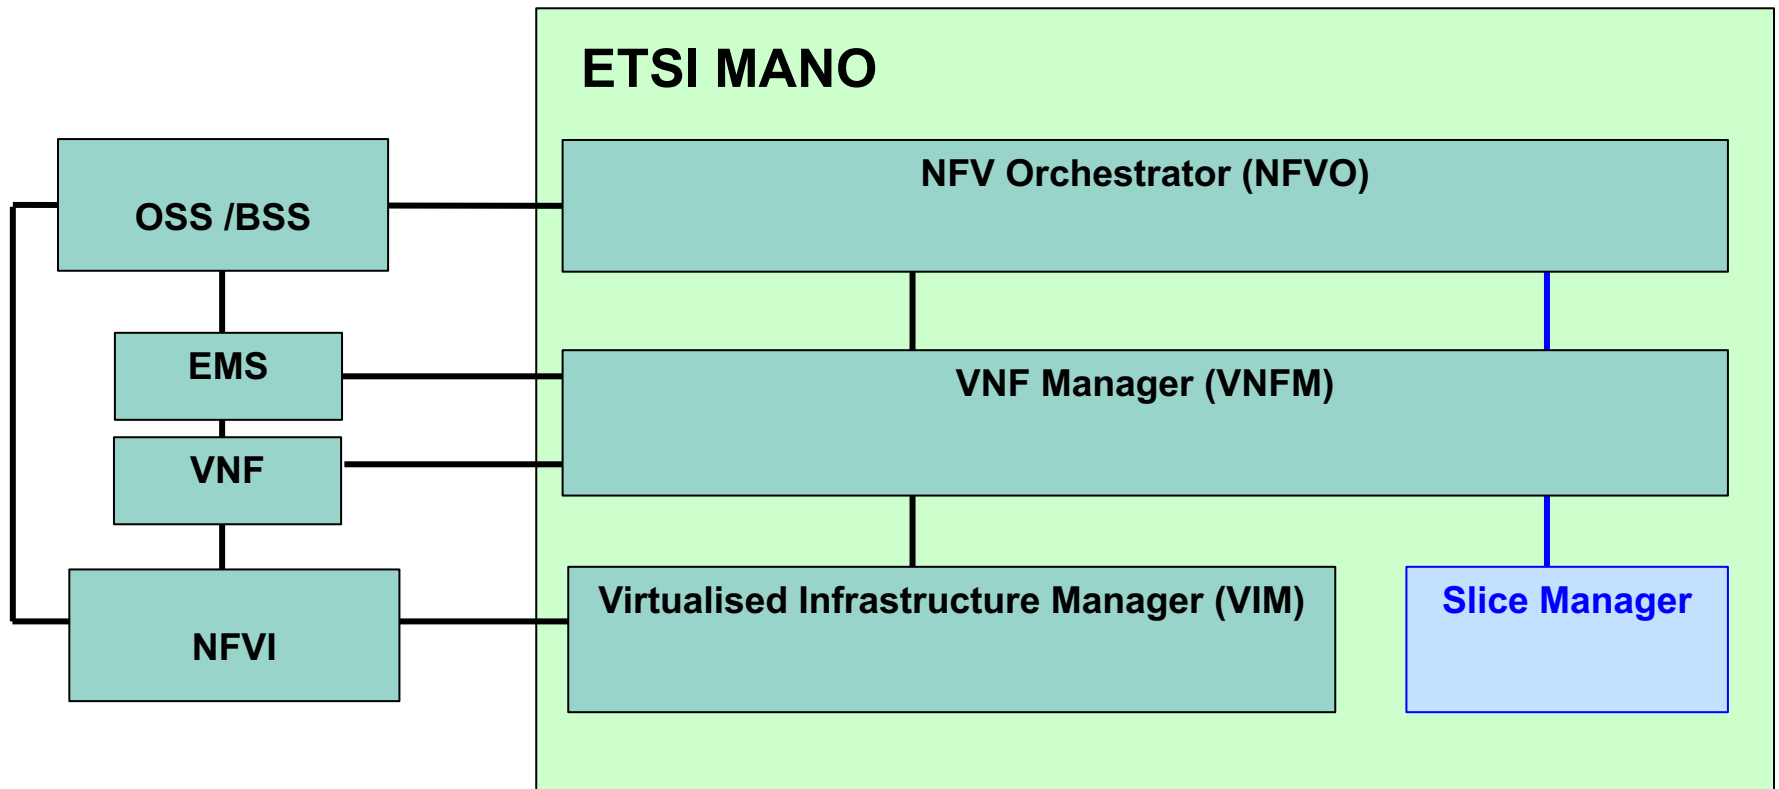 ETSI MANO
OSS /BSS
NFV Orchestrator (NFVO)
EMS
VNF Manager (VNFM)
VNF
NFVI
Virtualised Infrastructure Manager (VIM)
Slice Manager